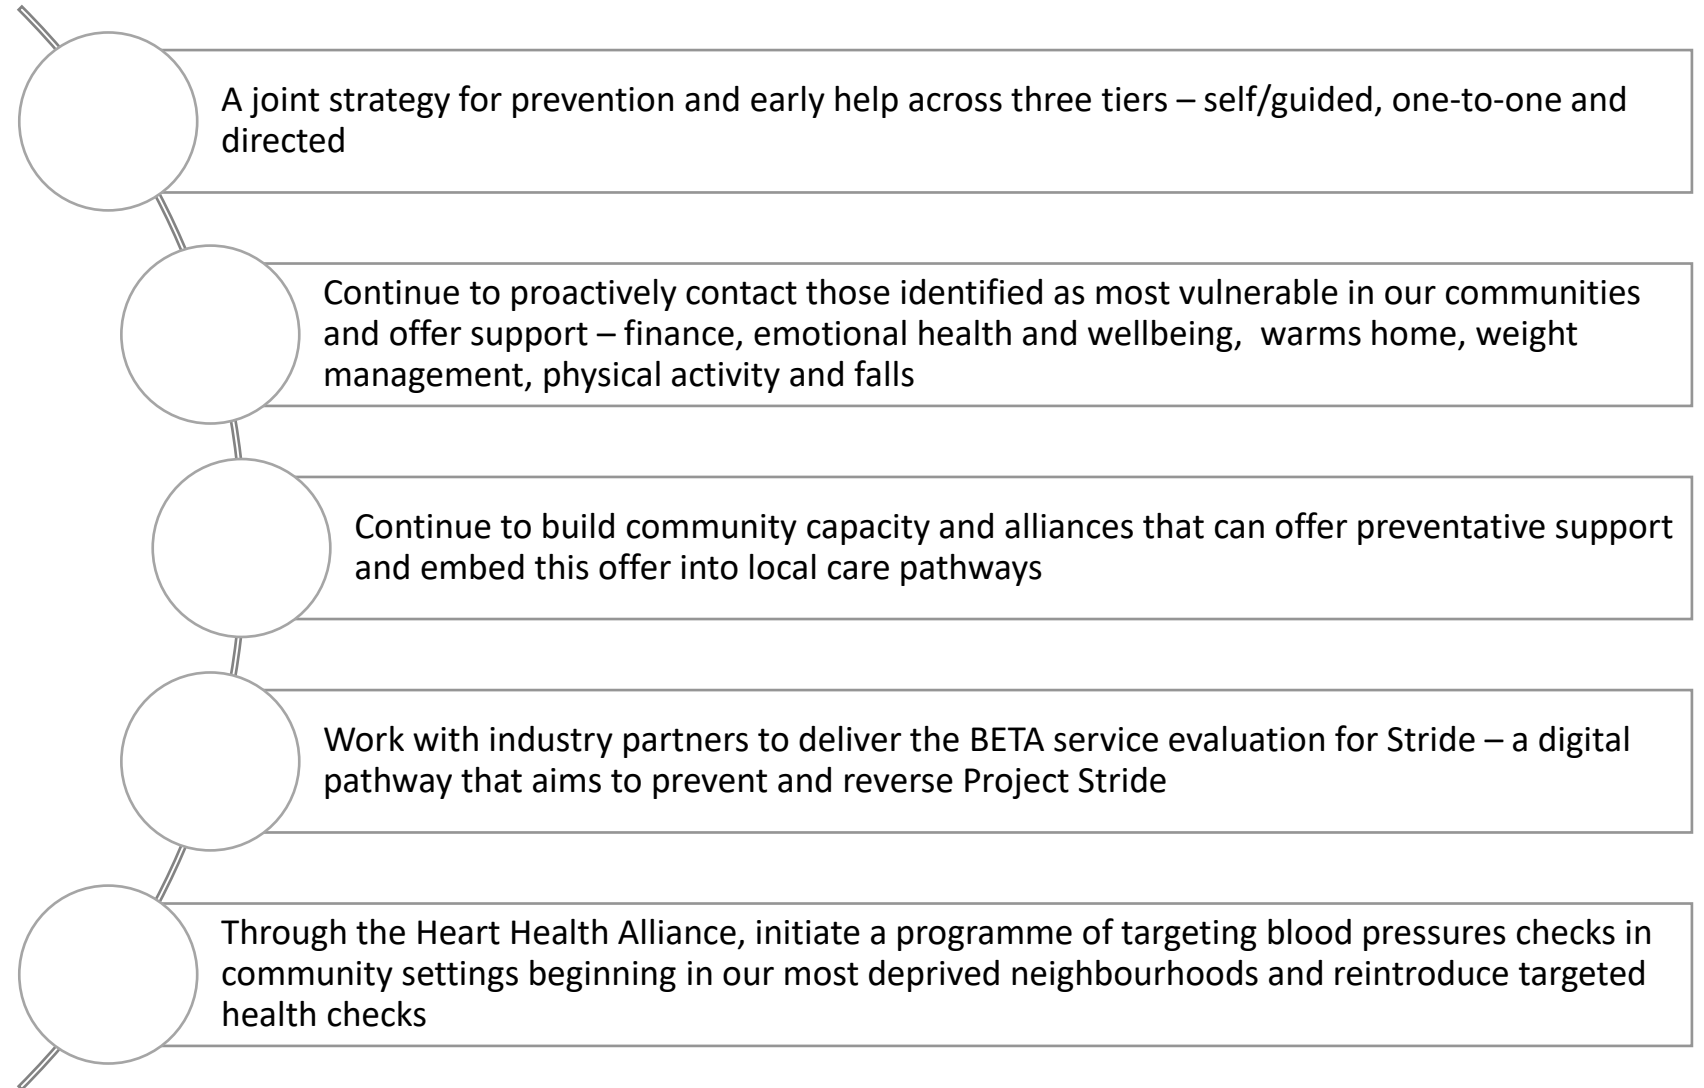 A joint strategy for prevention and early help across three tiers – self/guided, one-to-one and
directed
Continue to proactively contact those identified as most vulnerable in our communities
and offer support – finance, emotional health and wellbeing,  warms home, weight
management, physical activity and falls
Continue to build community capacity and alliances that can offer preventative support
and embed this offer into local care pathways
Work with industry partners to deliver the BETA service evaluation for Stride – a digital
pathway that aims to prevent and reverse Project Stride
Through the Heart Health Alliance, initiate a programme of targeting blood pressures checks in
community settings beginning in our most deprived neighbourhoods and reintroduce targeted
health checks